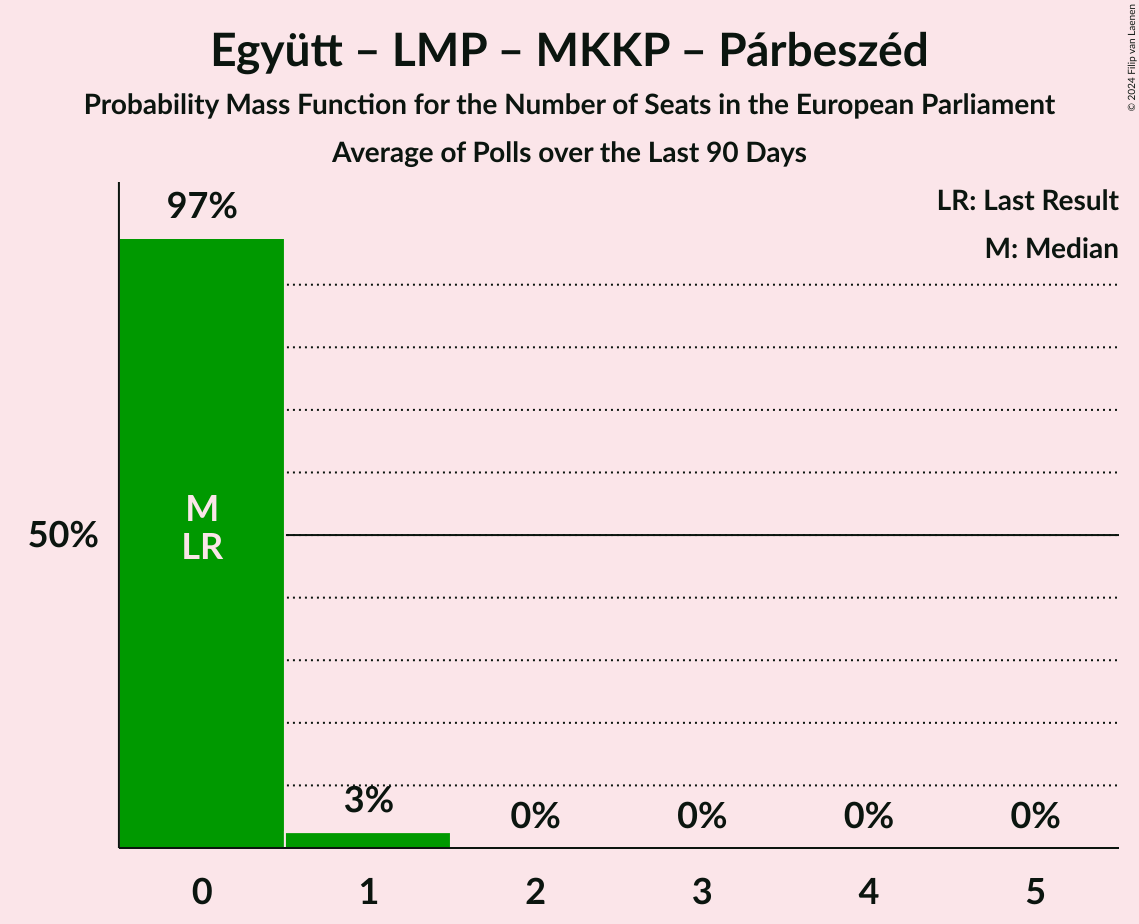 Együtt – LMP – MKKP – Párbeszéd
Probability Mass Function for the Number of Seats in the European Parliament
Average of Polls over the Last 90 Days
© 2024 Filip van Laenen
LR: Last Result
M: Median
97%
M
LR
50%
3%
0%
0%
0%
0%
0
1
2
3
4
5